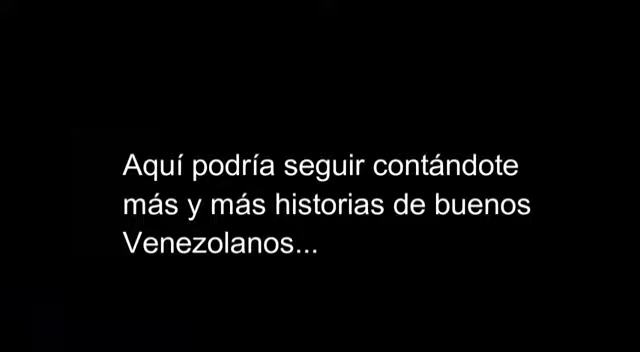 Aquí podría seguir contándote
más y más historias de buenos
Venezolanos...